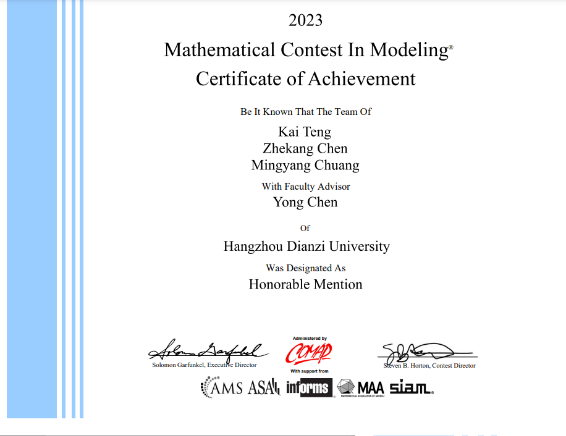 2023
Mathematical Contest In Modeling®
Certificate of Achievement
Be It Known That The Team Of
Kai Teng
Zhekang Chen
Mingyang Chuang
With Faculty Advisor
Yong Chen
Of
Hangzhou Dianzi University
Was Designated As
Honorable Mention
Administered by
COMAP
With support from
Solomon Garfunkel, Executive Director
Steven B. Horton, Contest Director
AMS ASA informs MAA siam